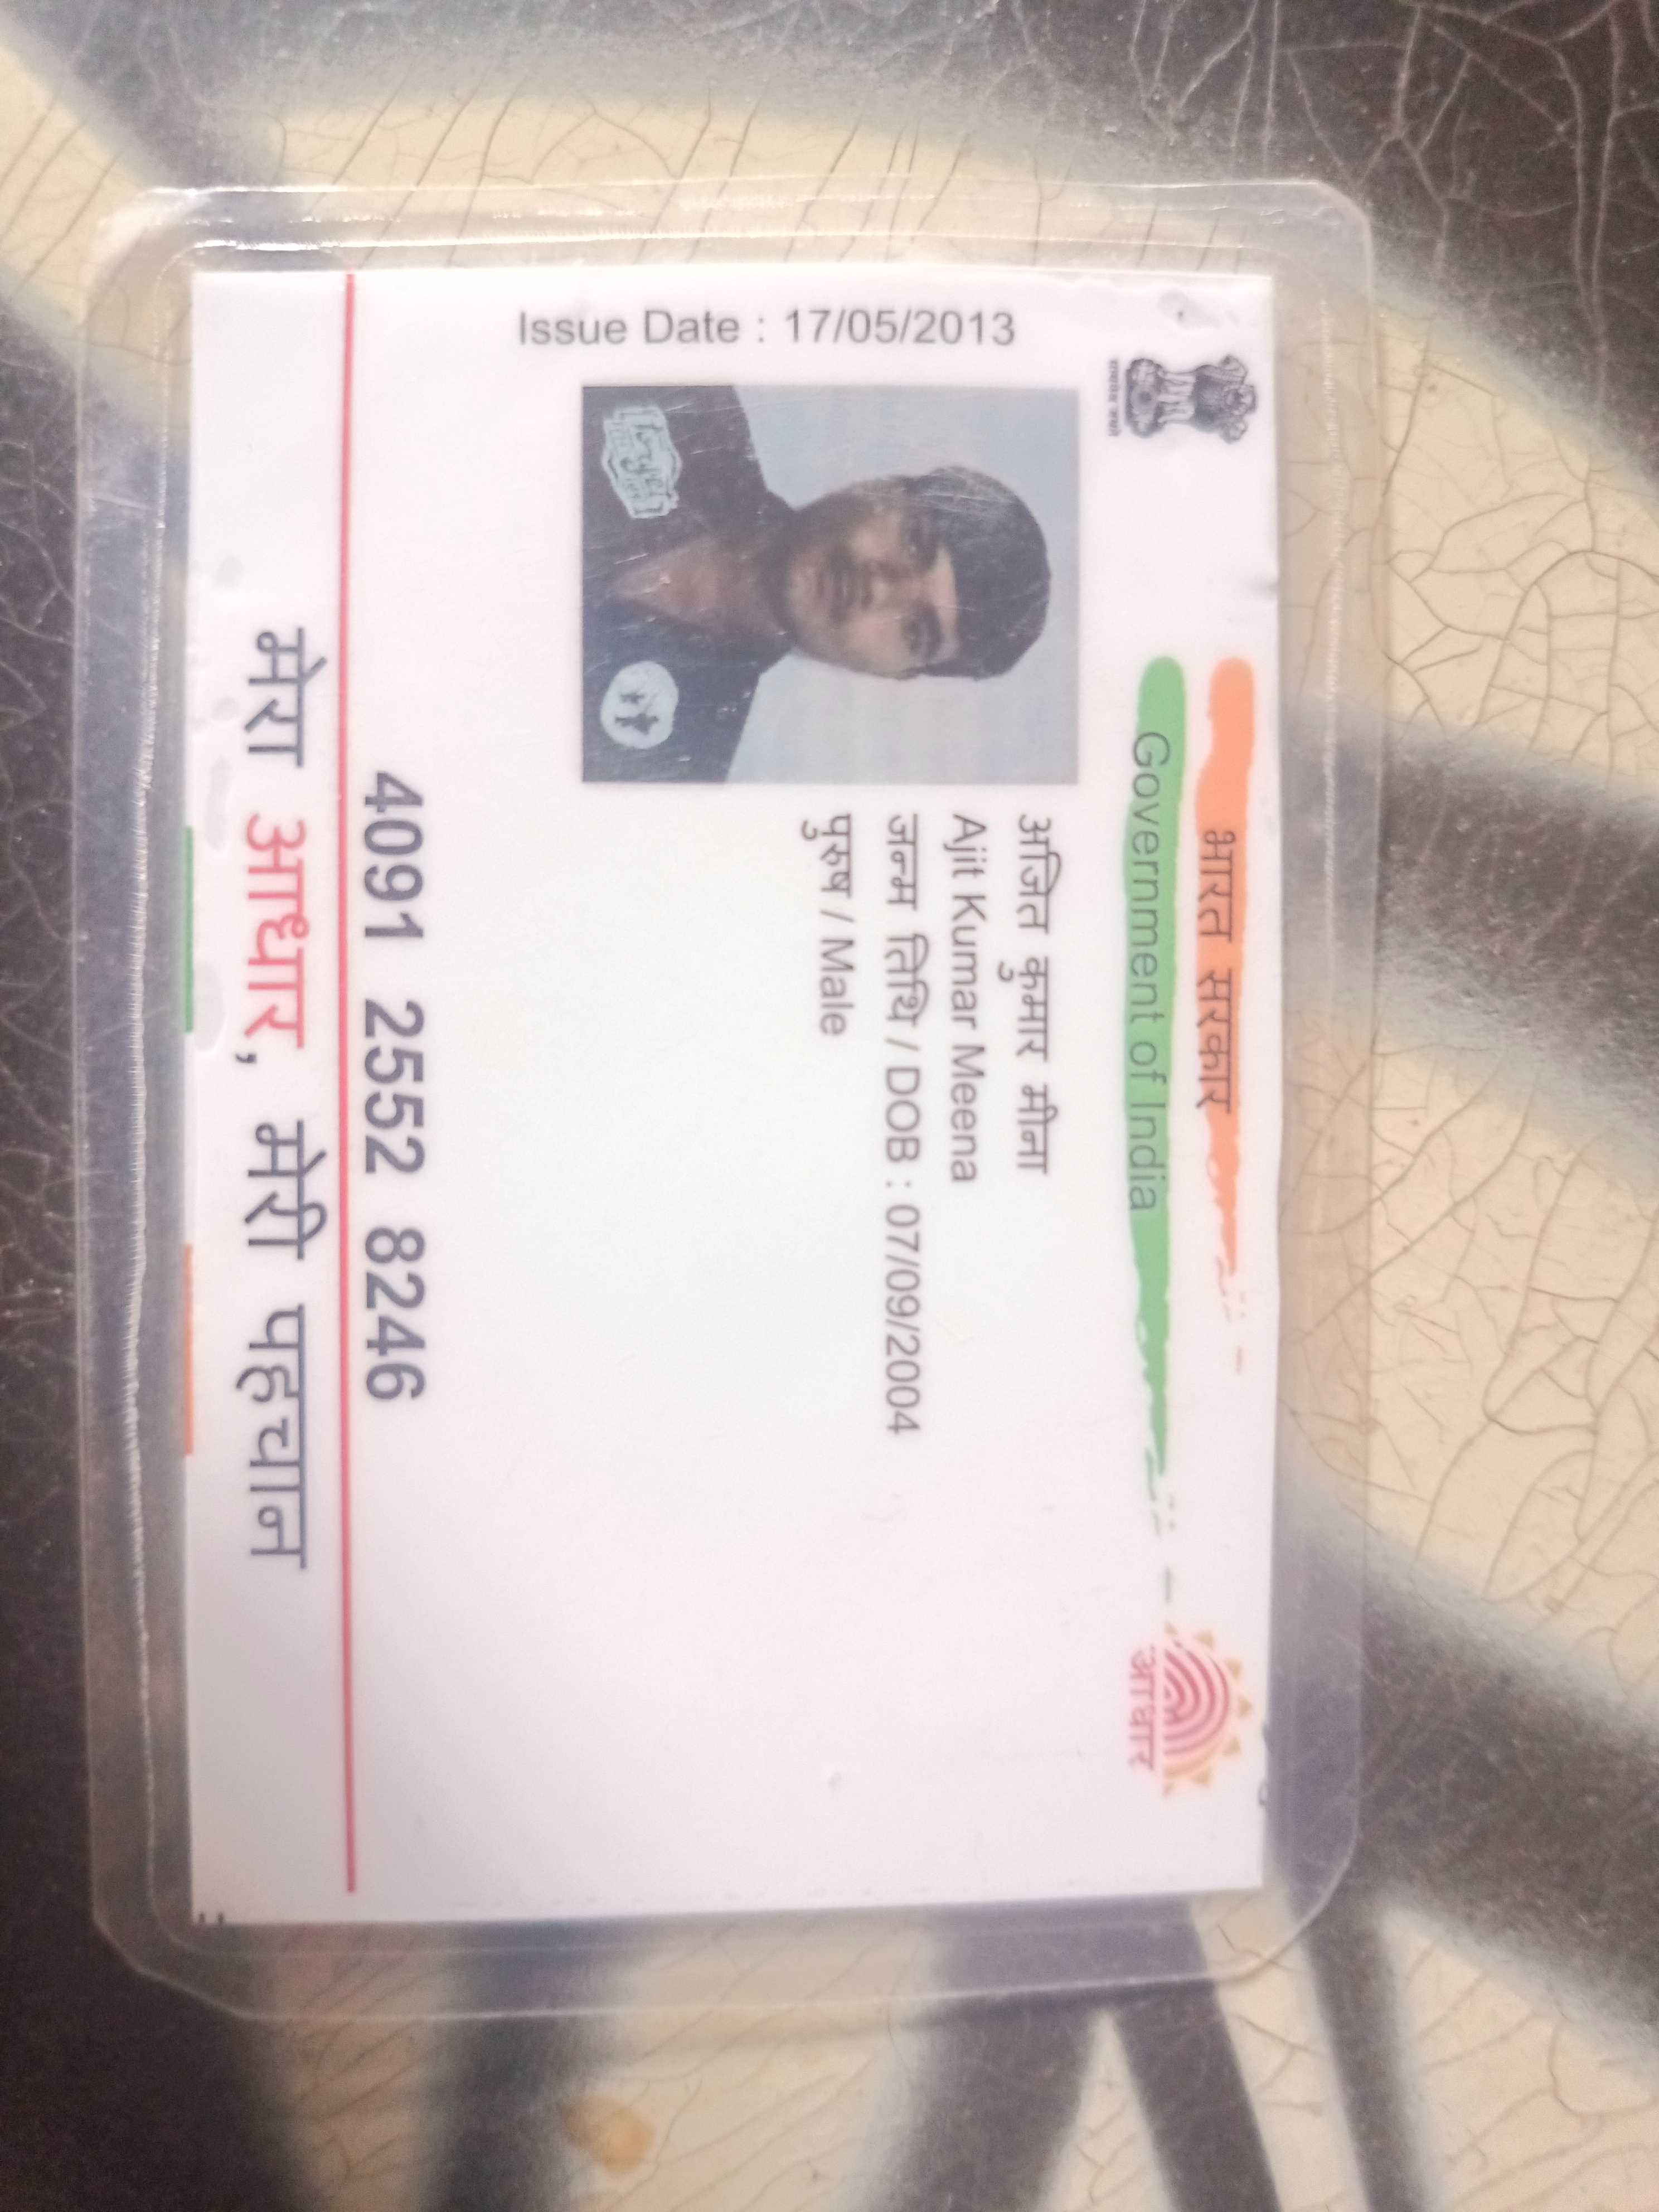 भारत सरकार
Government of India
आधार
Issue Date : 17/05/2013
अजित कुमार मीना
Ajit Kumar Meena
जन्म तिथि / DOB : 07/09/2004
पुरुष / Male
4091 2552 8246
मेरा आधार, मेरी पहचान